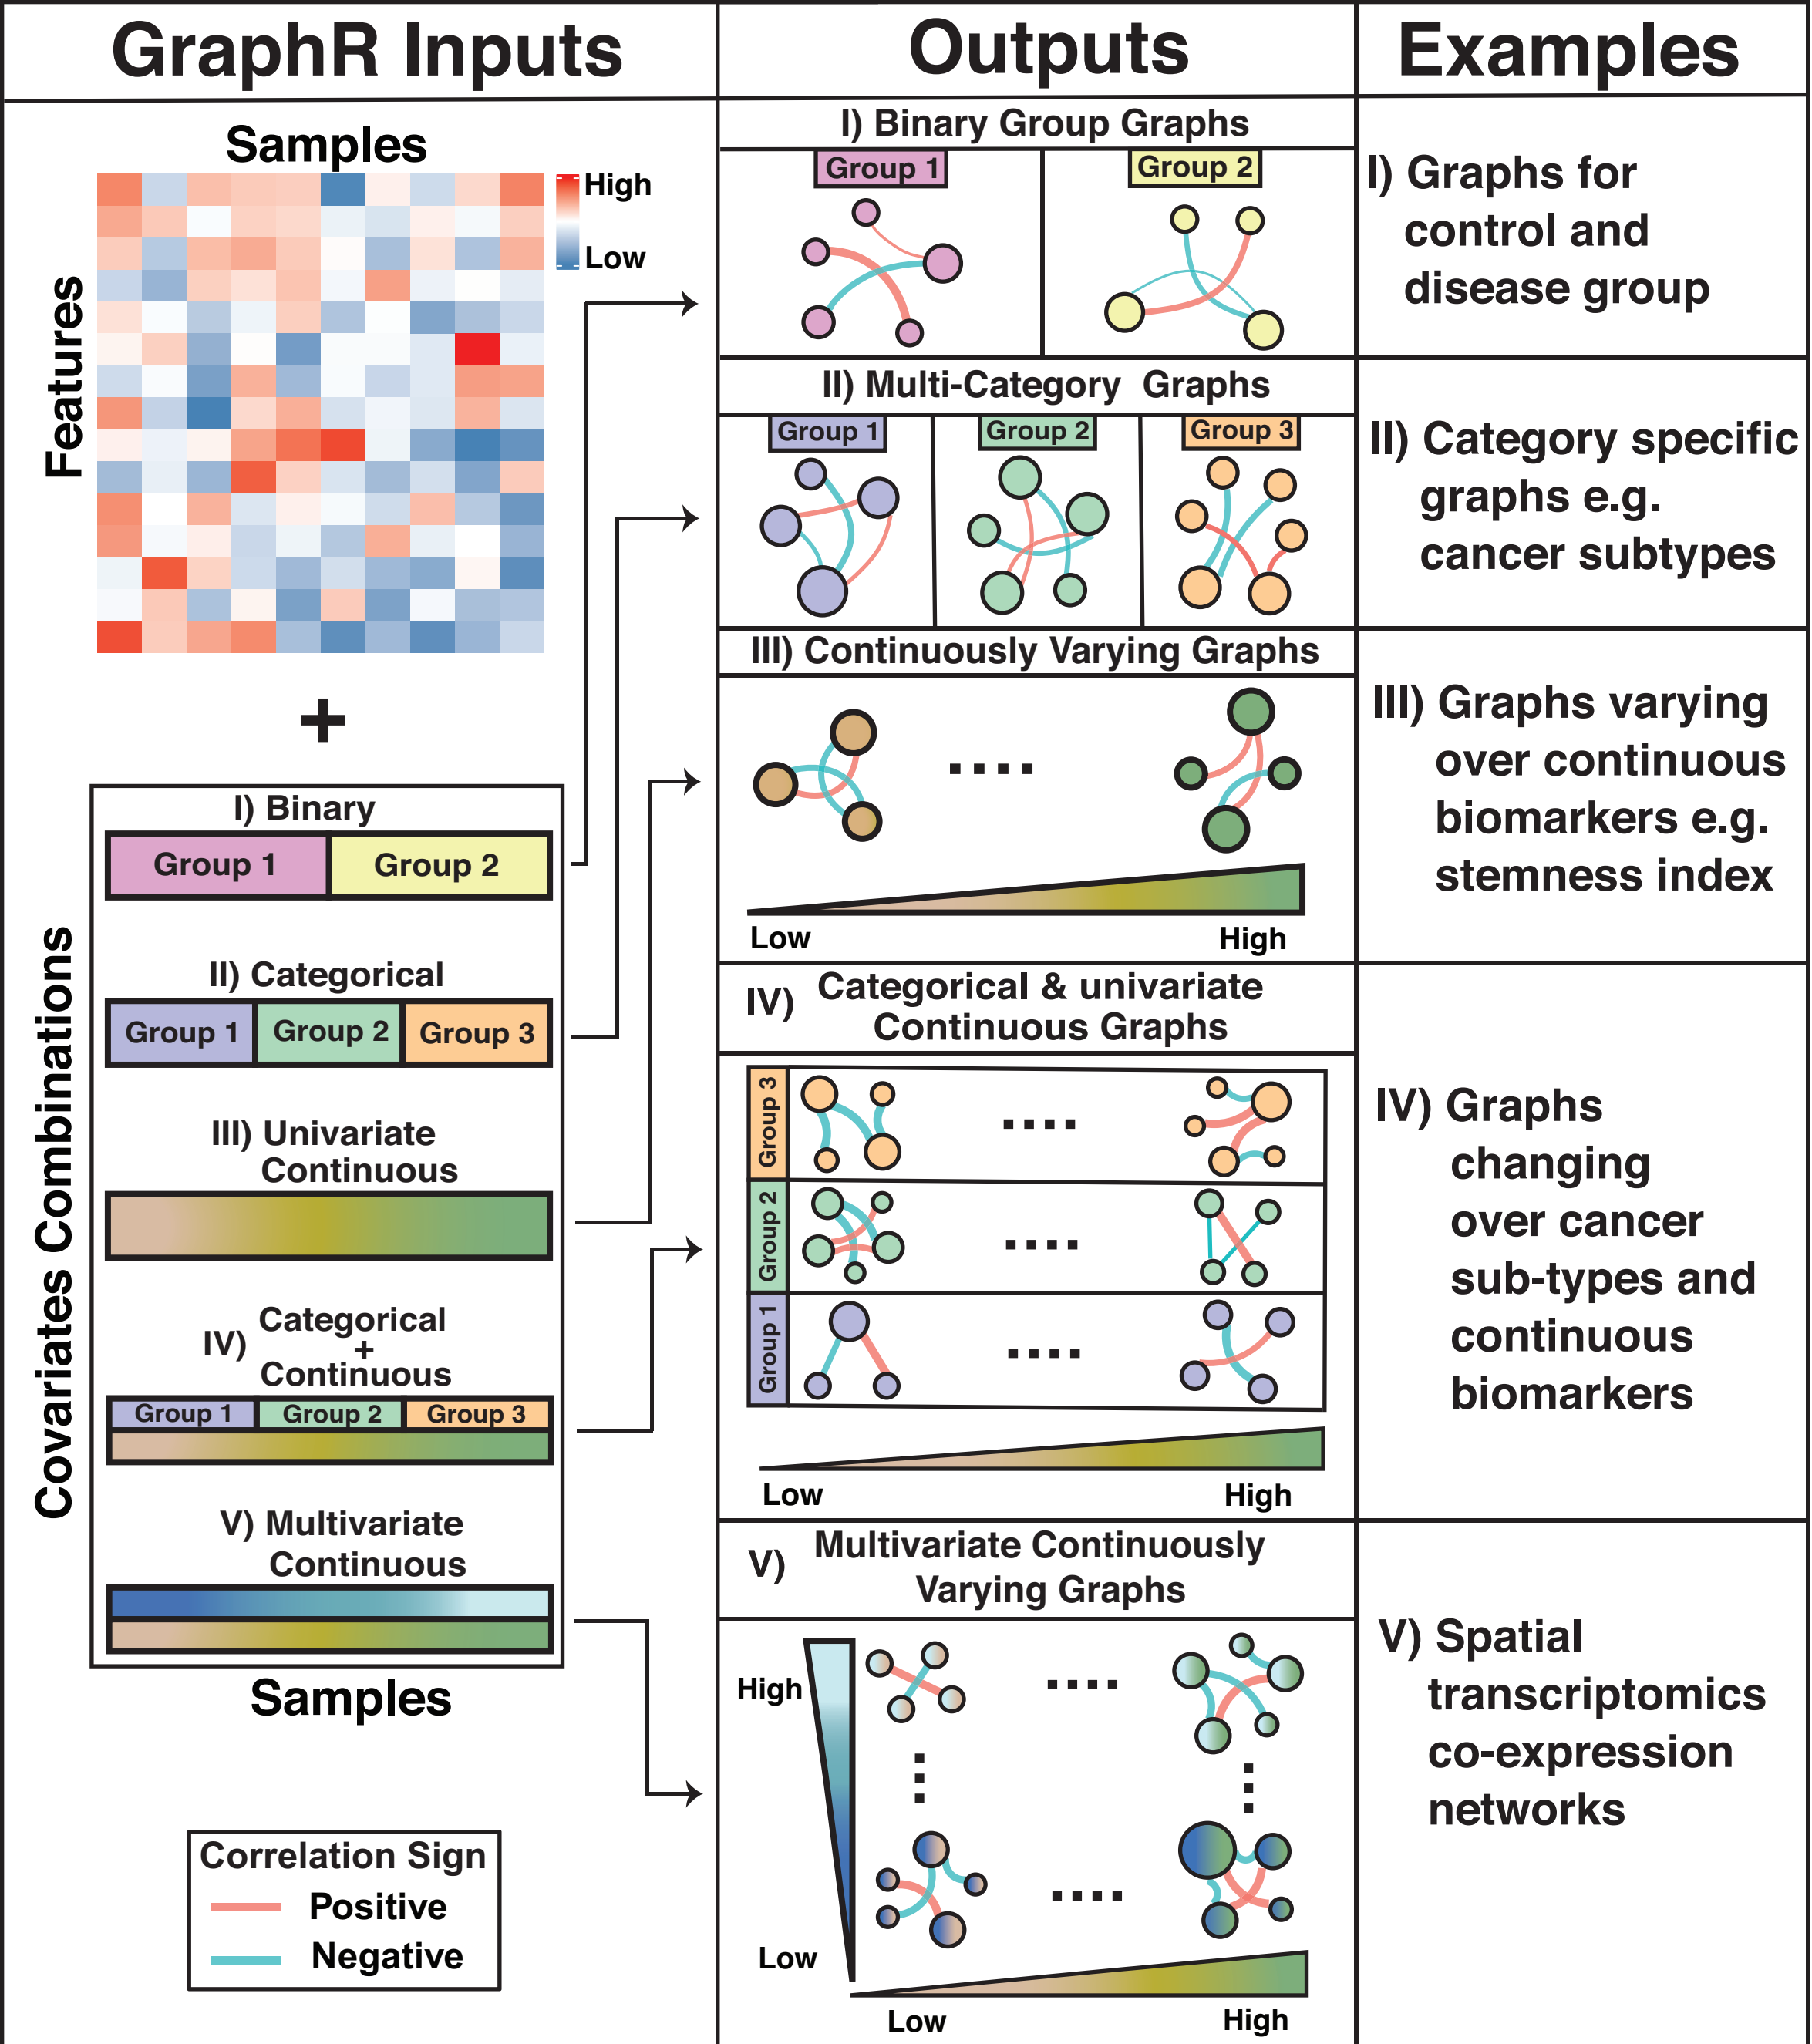 GraphR Inputs
Outputs
Examples
Samples
High
Low
Features
+
Covariates Combinations
I) Binary
Group 1
Group 2
II) Categorical
Group 1
Group 2
Group 3
III) Univariate
Continuous
IV)
Categorical
+
Continuous
Group 1
Group 2
Group 3
V) Multivariate
Continuous
Samples
Correlation Sign
Positive
Negative
I) Binary Group Graphs
Group 1
Group 2
II) Multi-Category Graphs
Group 1
Group 2
Group 3
III) Continuously Varying Graphs
....
Low
High
IV)
Categorical & univariate
Continuous Graphs
Group 3
....
Group 2
....
Group 1
....
Low
High
V)
Multivariate Continuously
Varying Graphs
High
....
....
Low
Low
High
I) Graphs for
control and
disease group
II) Category specific
graphs e.g.
cancer subtypes
III) Graphs varying
over continuous
biomarkers e.g.
stemness index
IV) Graphs
changing
over cancer
sub-types and
continuous
biomarkers
V) Spatial
transcriptomics
co-expression
networks